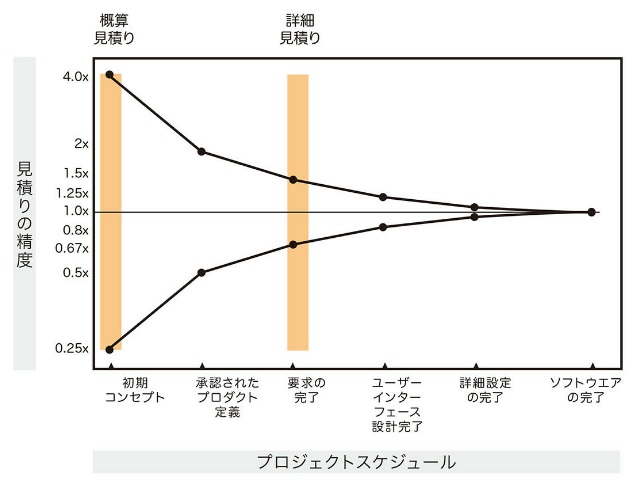 概算
見積り
詳細
見積り
4.0x
2x
1.5x
1.25x
1.0x
0.8x
0.67x
0.5x
0.25x
見積りの精度
初期
コンセプト
承認された
プロダクト
定義
要求の
完了
ユーザー
インター
フェース
設計完了
詳細設定
の完了
ソフトウエア
の完了
プロジェクトスケジュール